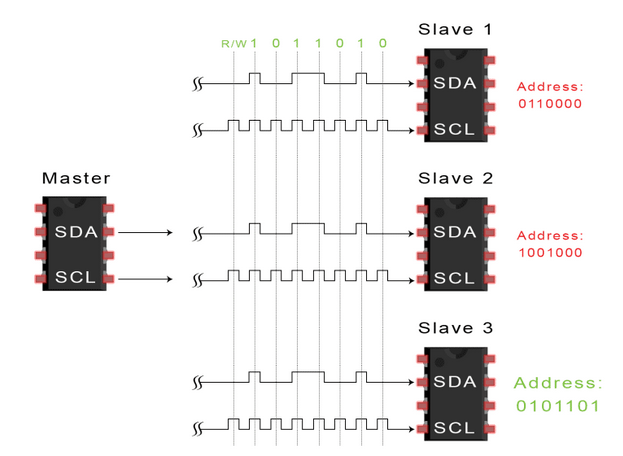 Slave 1
R/W 1 0 1 1 0 1 0
SDA
SCL
Address:
0110000
Master
SDA
SCL
Slave 2
SDA
SCL
Address:
1001000
Slave 3
SDA
SCL
Address:
0101101